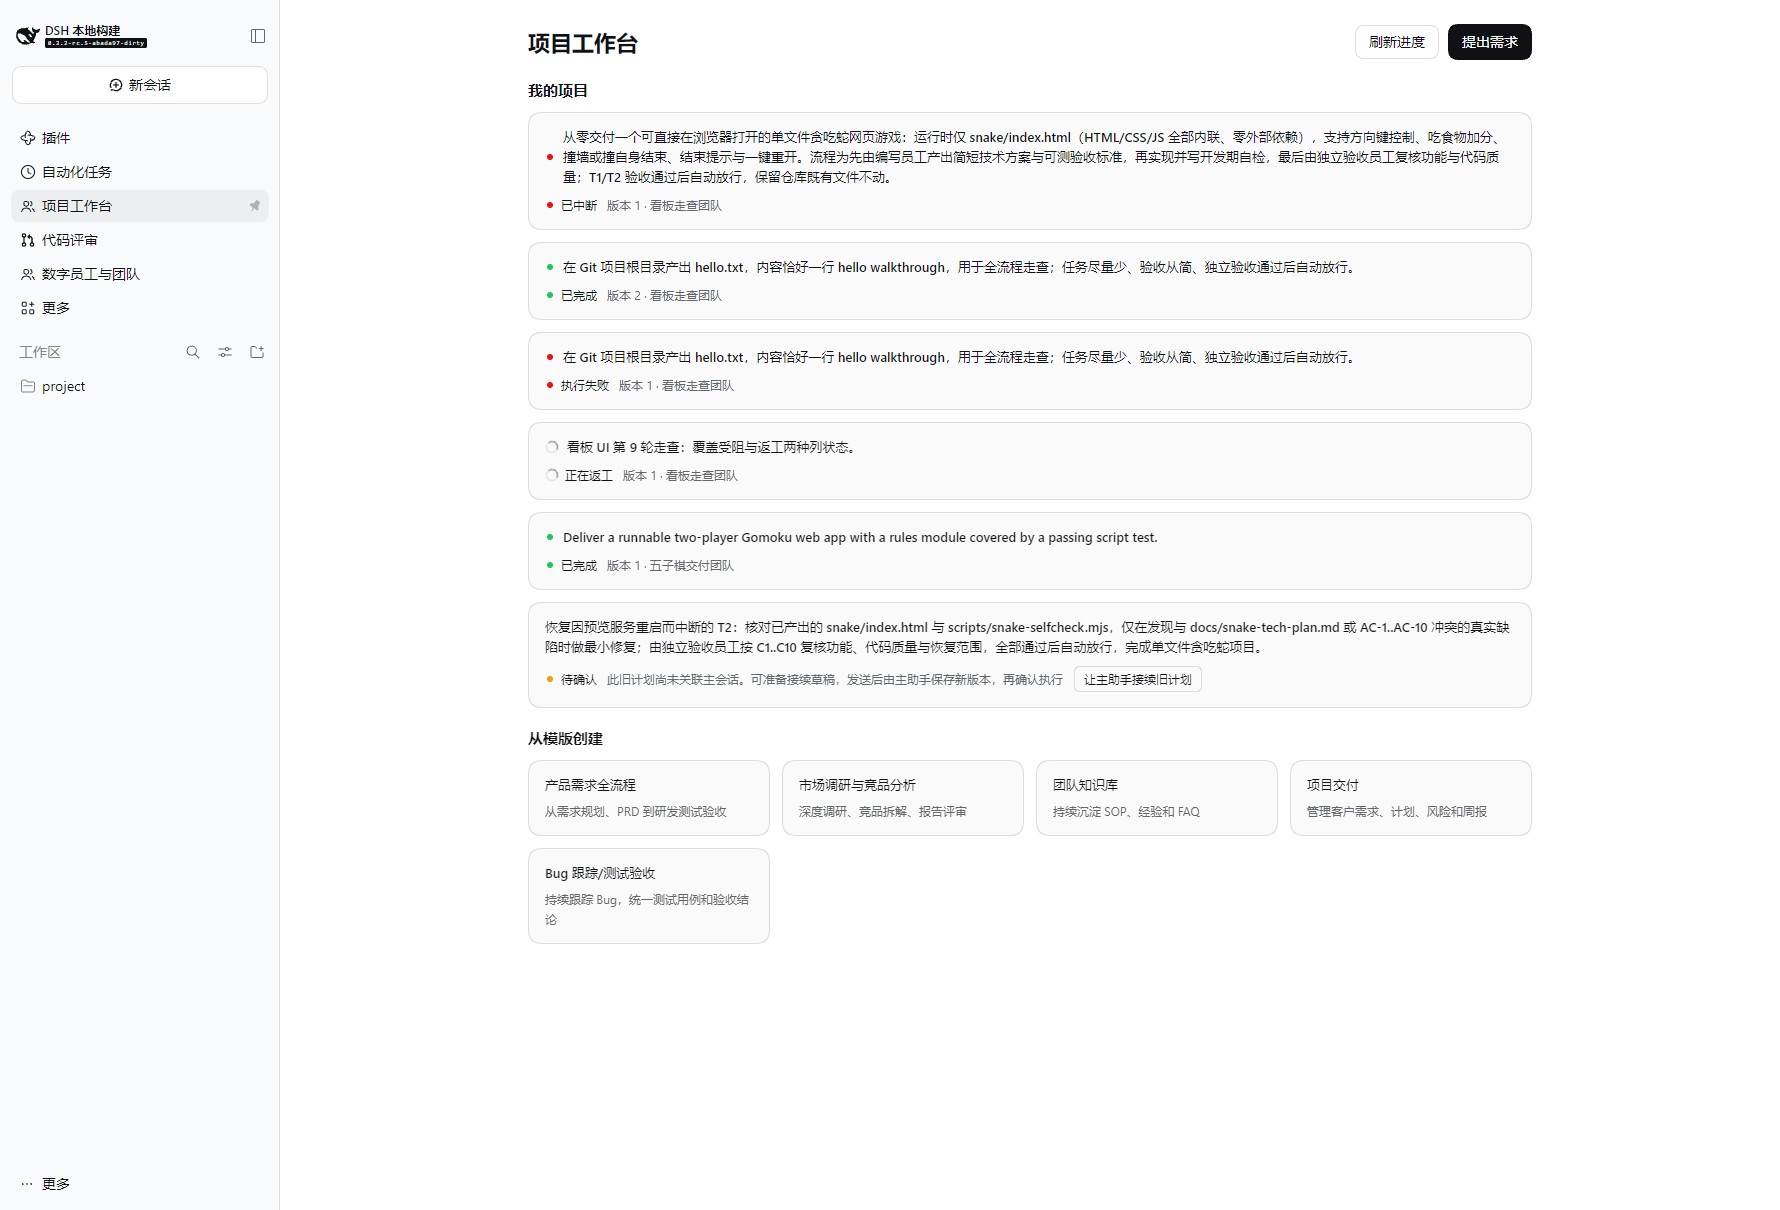 DSH 本地构建
0.2.2-rc.5-abada97-dirty
新会话
插件
自动化任务
项目工作台
代码评审
数字员工与团队
更多
工作区
project
更多
项目工作台
刷新进度
提出需求
我的项目
从零交付一个可直接在浏览器打开的单文件贪吃蛇网页游戏：运行时仅 snake/index.html（HTML/CSS/JS 全部内联、零外部依赖），支持方向键控制、吃食物加分、
撞墙或撞自身结束、结束提示与一键重开。流程为先由编写员工产出简短技术方案与可测验收标准，再实现并写开发期自检，最后由独立验收员工复核功能与代码质
量；T1/T2 验收通过后自动放行，保留仓库既有文件不动。
已中断 版本 1 · 看板走查团队
在 Git 项目根目录产出 hello.txt，内容恰好一行 hello walkthrough，用于全流程走查；任务尽量少、验收从简、独立验收通过后自动放行。
已完成 版本 2 · 看板走查团队
在 Git 项目根目录产出 hello.txt，内容恰好一行 hello walkthrough，用于全流程走查；任务尽量少、验收从简、独立验收通过后自动放行。
执行失败 版本 1 · 看板走查团队
看板 UI 第 9 轮走查：覆盖受阻与返工两种列状态。
正在返工 版本 1 · 看板走查团队
Deliver a runnable two-player Gomoku web app with a rules module covered by a passing script test.
已完成 版本 1 · 五子棋交付团队
恢复因预览服务重启而中断的 T2：核对已产出的 snake/index.html 与 scripts/snake-selfcheck.mjs，仅在发现与 docs/snake-tech-plan.md 或 AC-1..AC-10 冲突的真实缺
陷时做最小修复；由独立验收员工按 C1..C10 复核功能、代码质量与恢复范围，全部通过后自动放行，完成单文件贪吃蛇项目。
待确认 此旧计划尚未关联主会话。可准备接续草稿，发送后由主助手保存新版本，再确认执行 让主助手接续旧计划
从模版创建
产品需求全流程
从需求规划、PRD 到研发测试验收
市场调研与竞品分析
深度调研、竞品拆解、报告评审
团队知识库
持续沉淀 SOP、经验和 FAQ
项目交付
管理客户需求、计划、风险和周报
Bug 跟踪/测试验收
持续跟踪 Bug，统一测试用例和验收结
论